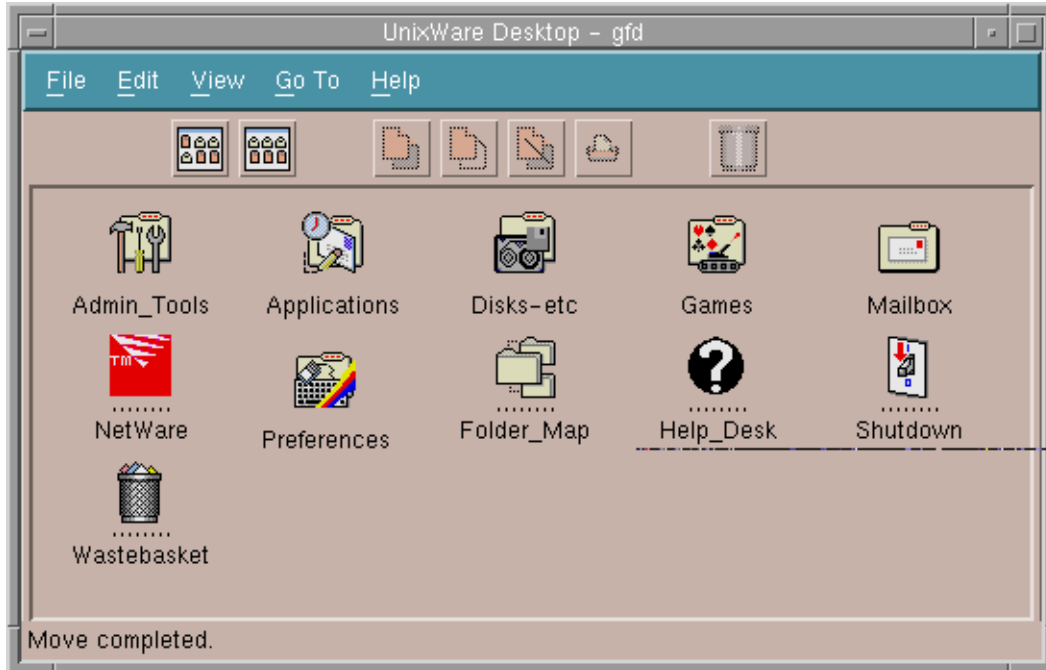 UnixWare Desktop - gfd
File Edit View Go To Help
Admin_Tools Applications Disks-etc Games Mailbox
TM
NetWare Preferences Folder_Map Help_Desk Shutdown
Wastebasket
Move completed.